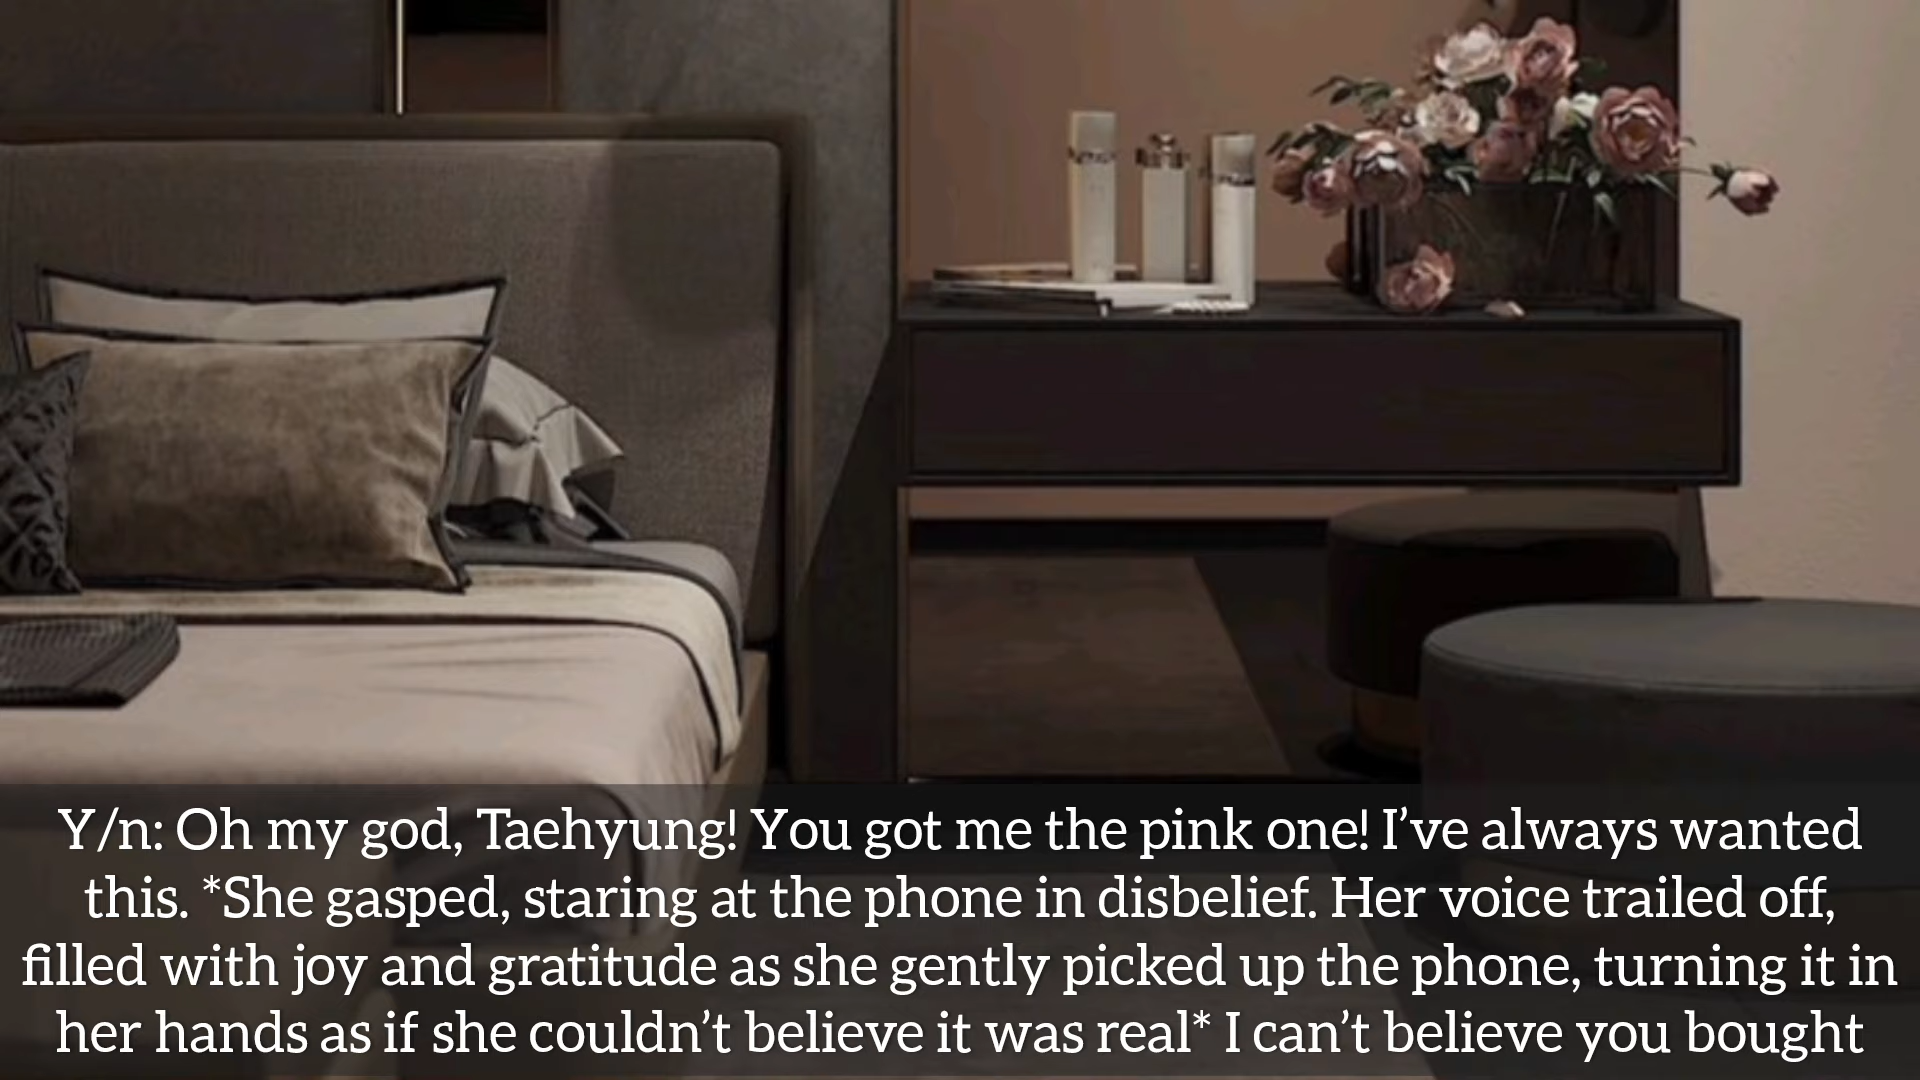 Y/n: Oh my god, Taehyung! You got me the pink one! I’ve always wanted
this. *She gasped, staring at the phone in disbelief. Her voice trailed off,
filled with joy and gratitude as she gently picked up the phone, turning it in
her hands as if she couldn’t believe it was real* I can’t believe you bought